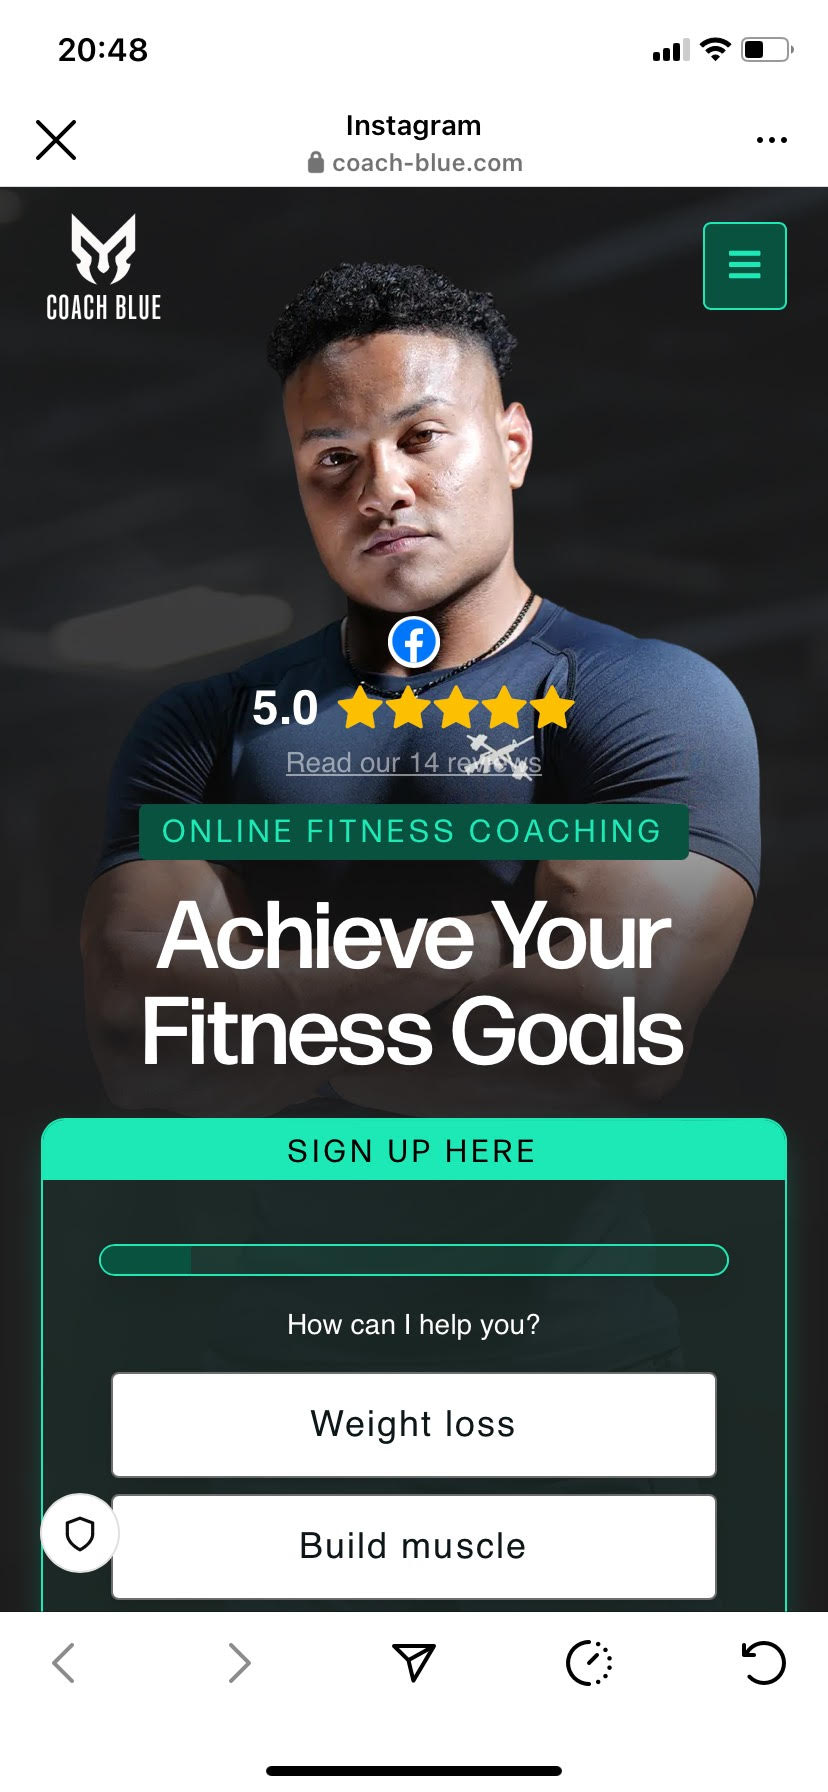 20:48
Instagram
coach-blue.com
COACH BLUE
5.0
Read our 14 reviews
ONLINE FITNESS COACHING
Achieve Your
Fitness Goals
SIGN UP HERE
How can I help you?
Weight loss
Build muscle